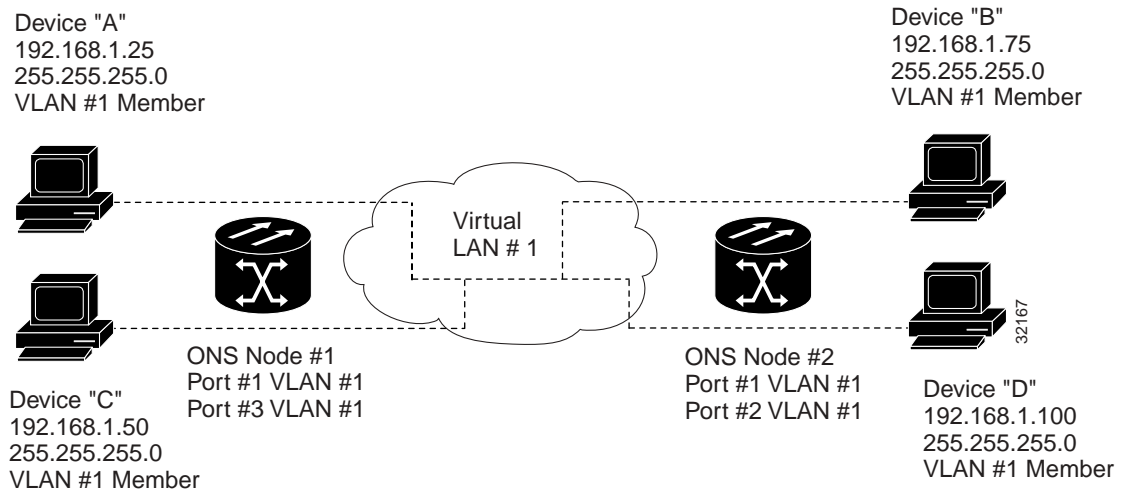 Device "A"
192.168.1.25
255.255.255.0
VLAN #1 Member
Device "B"
192.168.1.75
255.255.255.0
VLAN #1 Member
Virtual
LAN # 1
ONS Node #1
Port #1 VLAN #1
Port #3 VLAN #1
ONS Node #2
Port #1 VLAN #1
Port #2 VLAN #1
32167
Device "C"
192.168.1.50
255.255.255.0
VLAN #1 Member
Device "D"
192.168.1.100
255.255.255.0
VLAN #1 Member